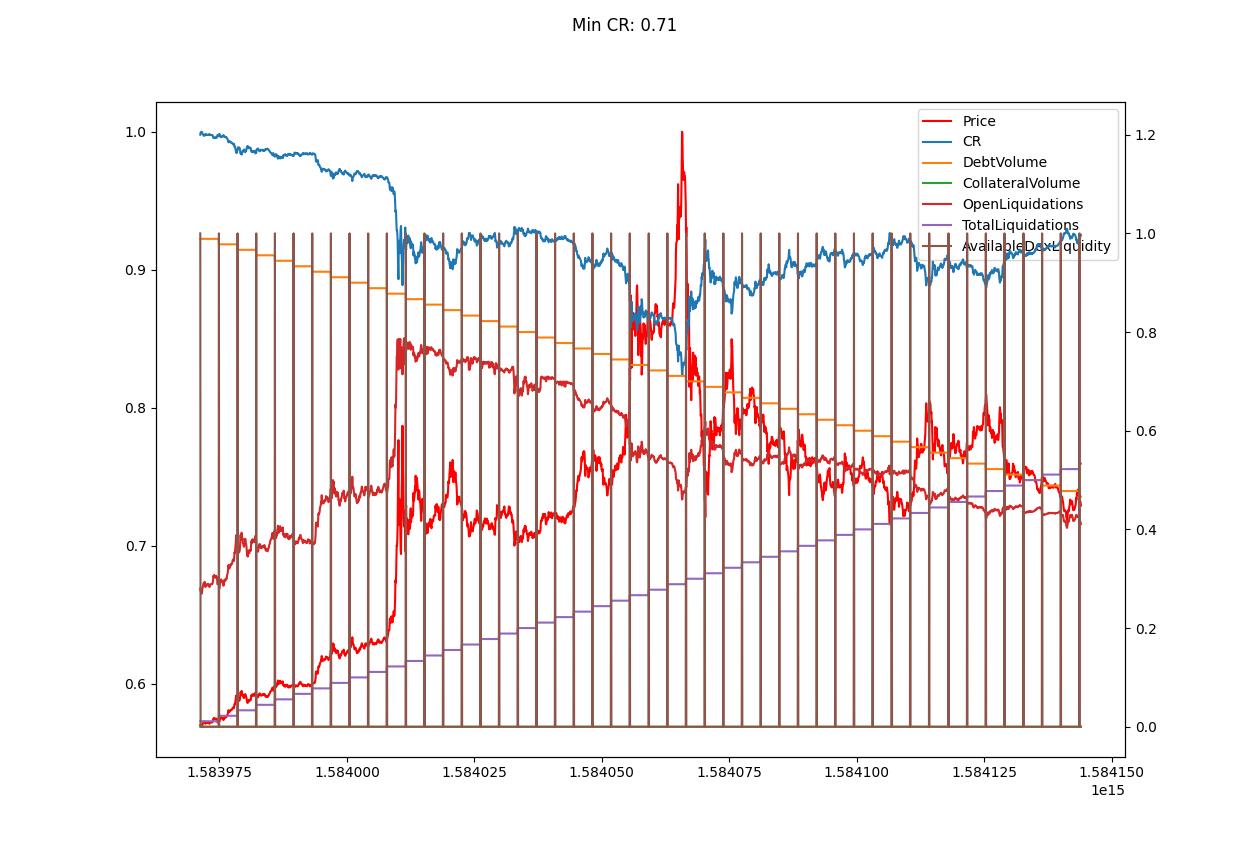 Min CR: 0.71
1.0
0.9
0.8
0.7
0.6
1.2
1.0
0.8
0.6
0.4
0.2
0.0
Price
CR
DebtVolume
CollateralVolume
OpenLiquidations
TotalLiquidations
AvailableDebtLiquidity
1.583975 1.584000 1.584025 1.584050 1.584075 1.584100 1.584125 1.584150
1e15